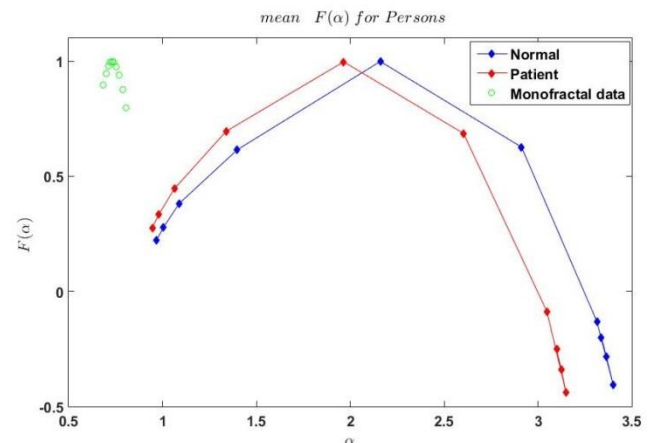 mean F(α) for Persons
Normal
Patient
Monofractal data
F(α)
1
0.5
0
-0.5
0.5
1
1.5
2
2.5
3
3.5
α